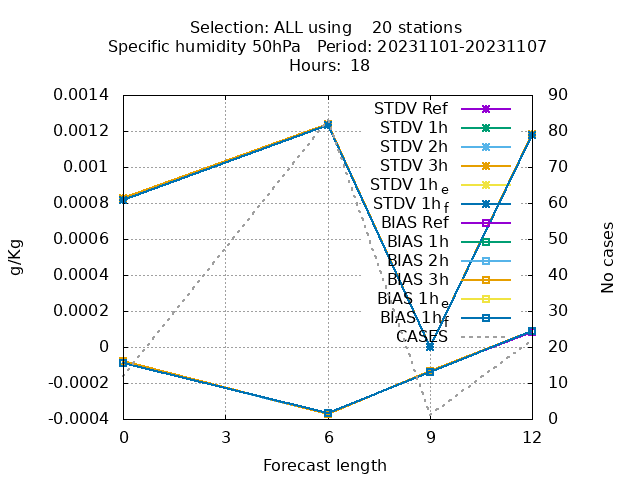 Selection: ALL using    20 stations
Specific humidity 50hPa   Period: 20231101-20231107
Hours: 18
0.0014
0.0012
0.001
0.0008
0.0006
0.0004
0.0002
0
-0.0002
-0.0004
g/Kg
90
80
70
60
50
40
30
20
10
0
No cases
STDV Ref
STDV 1h
STDV 2h
STDV 3h
STDV 1he
STDV 1hf
BIAS Ref
BIAS 1h
BIAS 2h
BIAS 3h
BIAS 1he
BIAS 1hf
CASES
0 3 6 9 12
Forecast length